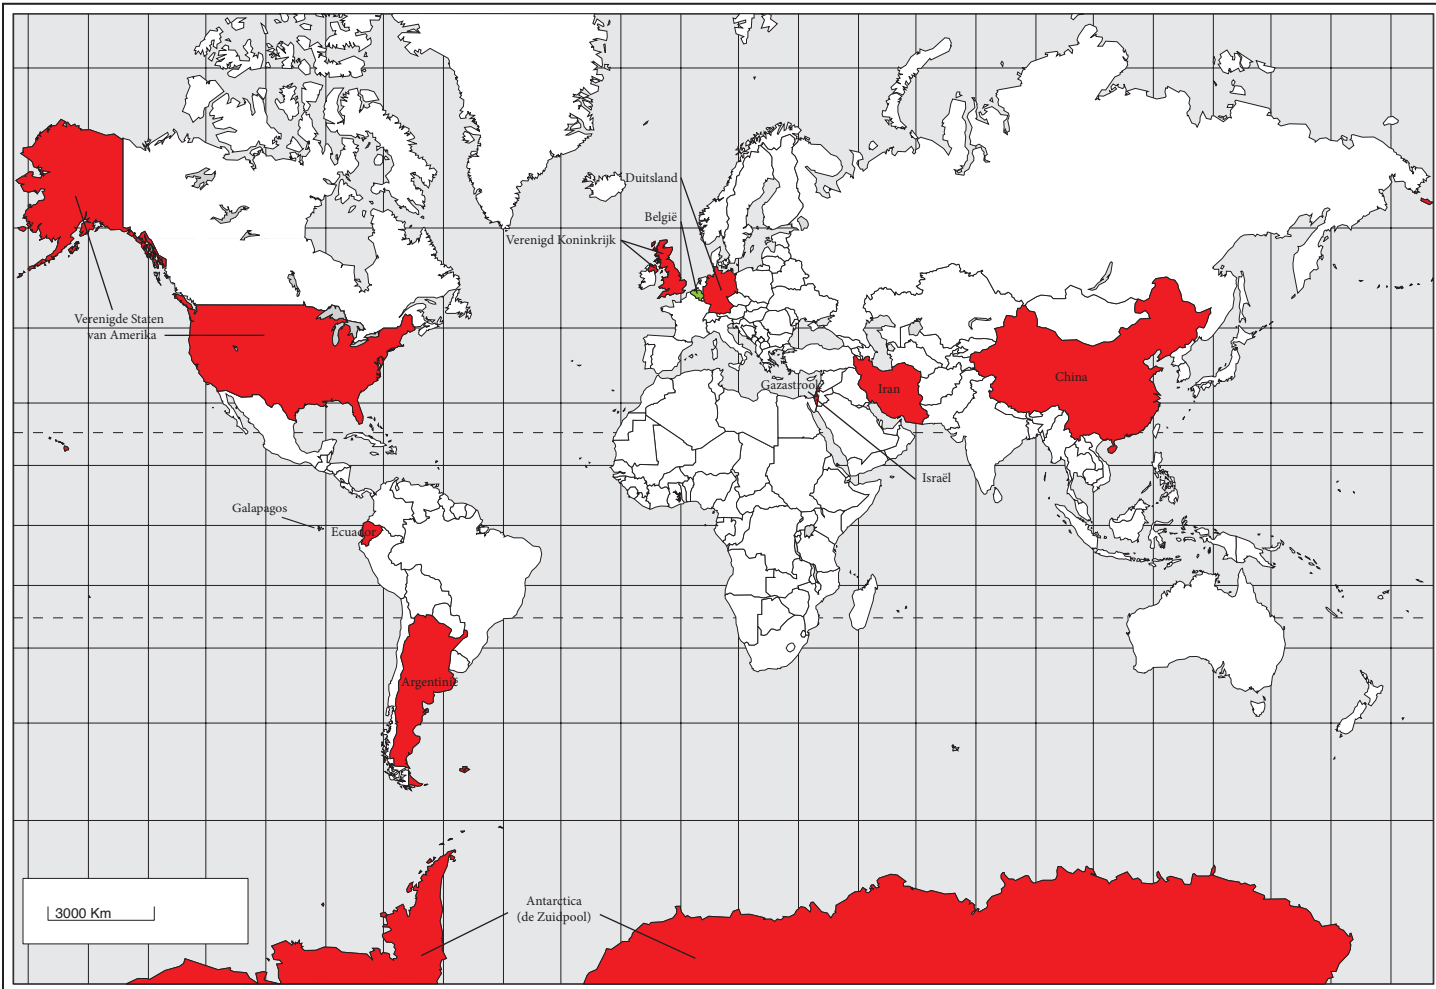 Duitsland
België
Verenigd Koninkrijk
Verenigde Staten
van Amerika
Gazastrook
Iran
China
Israël
Galapagos
Ecuador
Argentinië
Antarctica
(de Zuidpool)
3000 Km